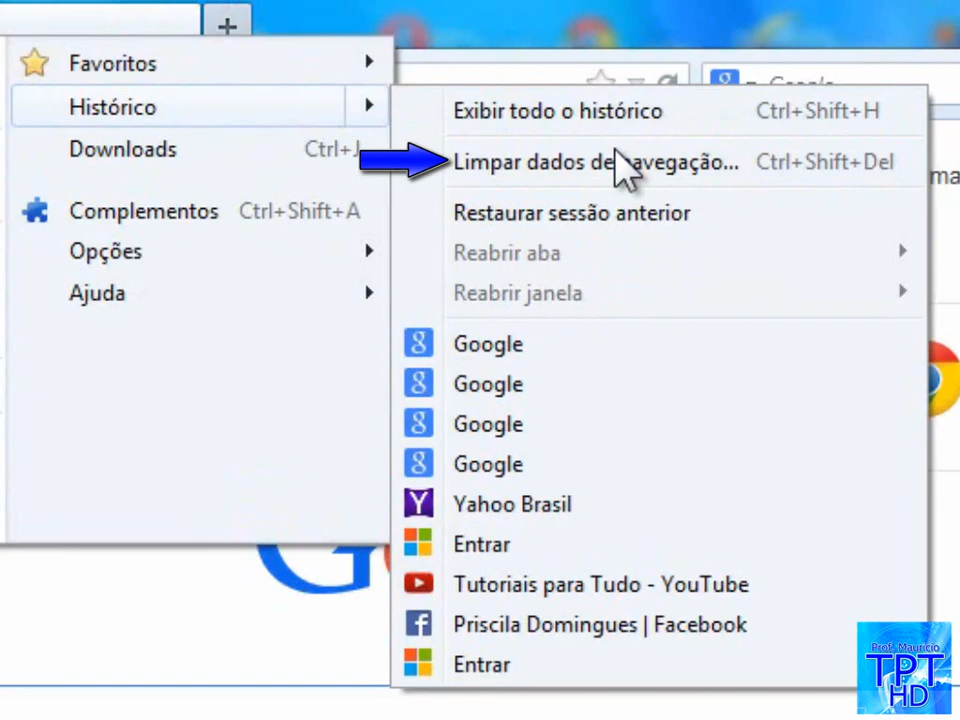 Favoritos
Histórico
Downloads Ctrl+J
Complementos Ctrl+Shift+A
Opções
Ajuda
Exibir todo o histórico Ctrl+Shift+H
Limpar dados de navegação... Ctrl+Shift+Del
Restaurar sessão anterior
Reabrir aba
Reabrir janela
Google
Google
Google
Google
Yahoo Brasil
Entrar
Tutoriais para Tudo - YouTube
Priscila Domingues | Facebook
Entrar
Prof. Maurício
TPT
HD